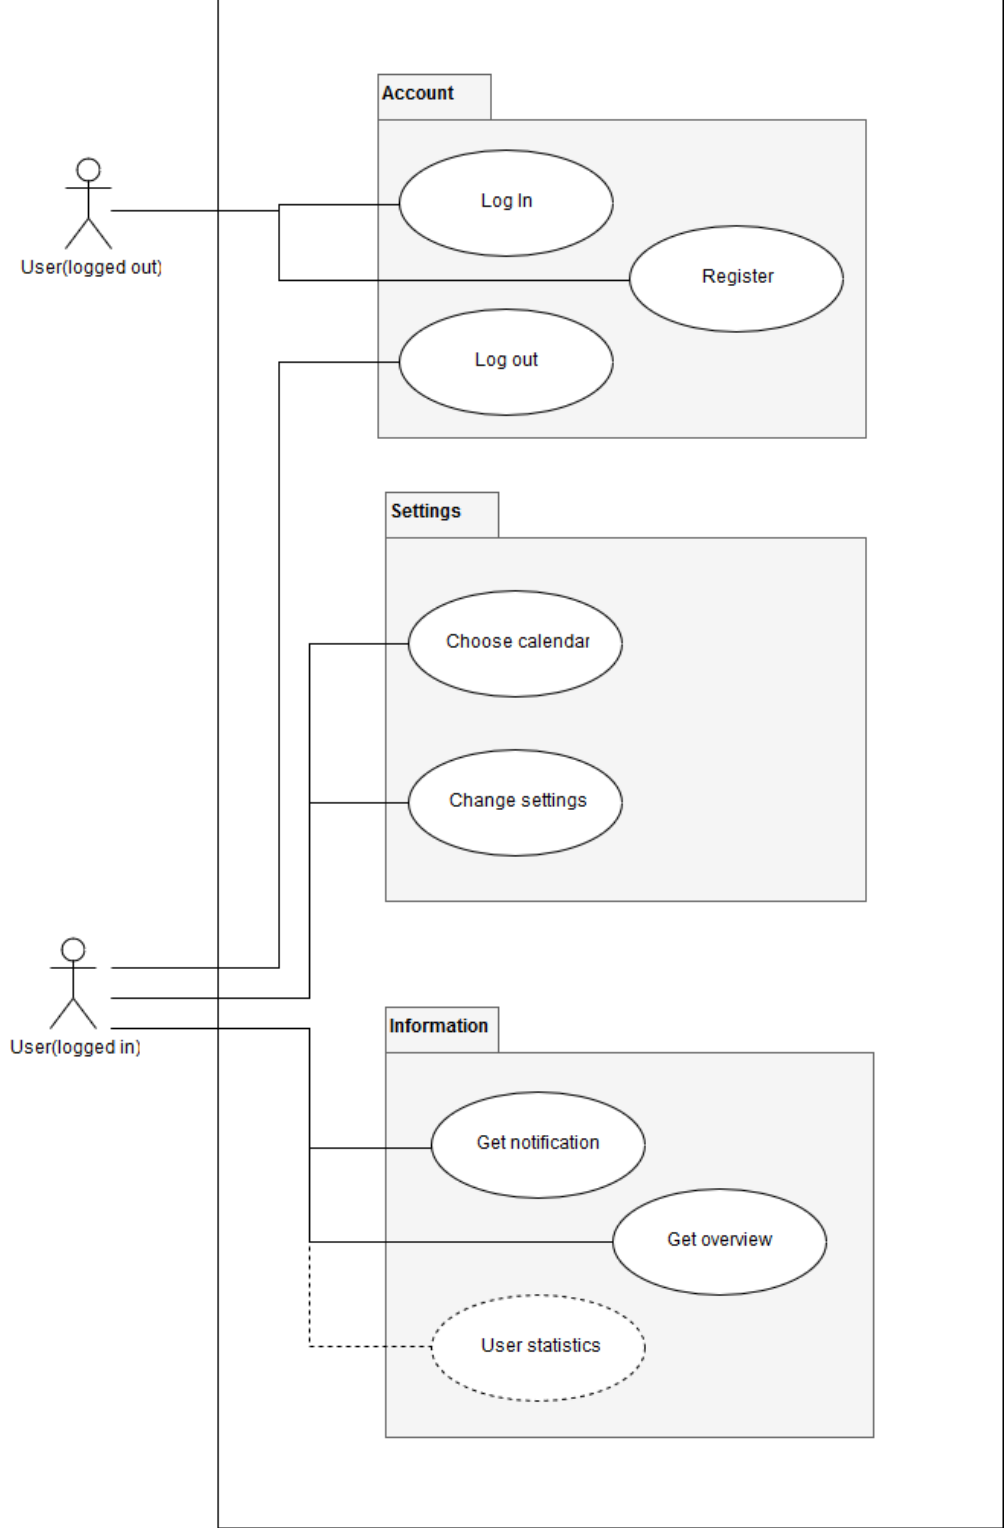 Account
Log In
User(logged out)
Register
Log out
Settings
Choose calendar
Change settings
User(logged in)
Information
Get notification
Get overview
User statistics